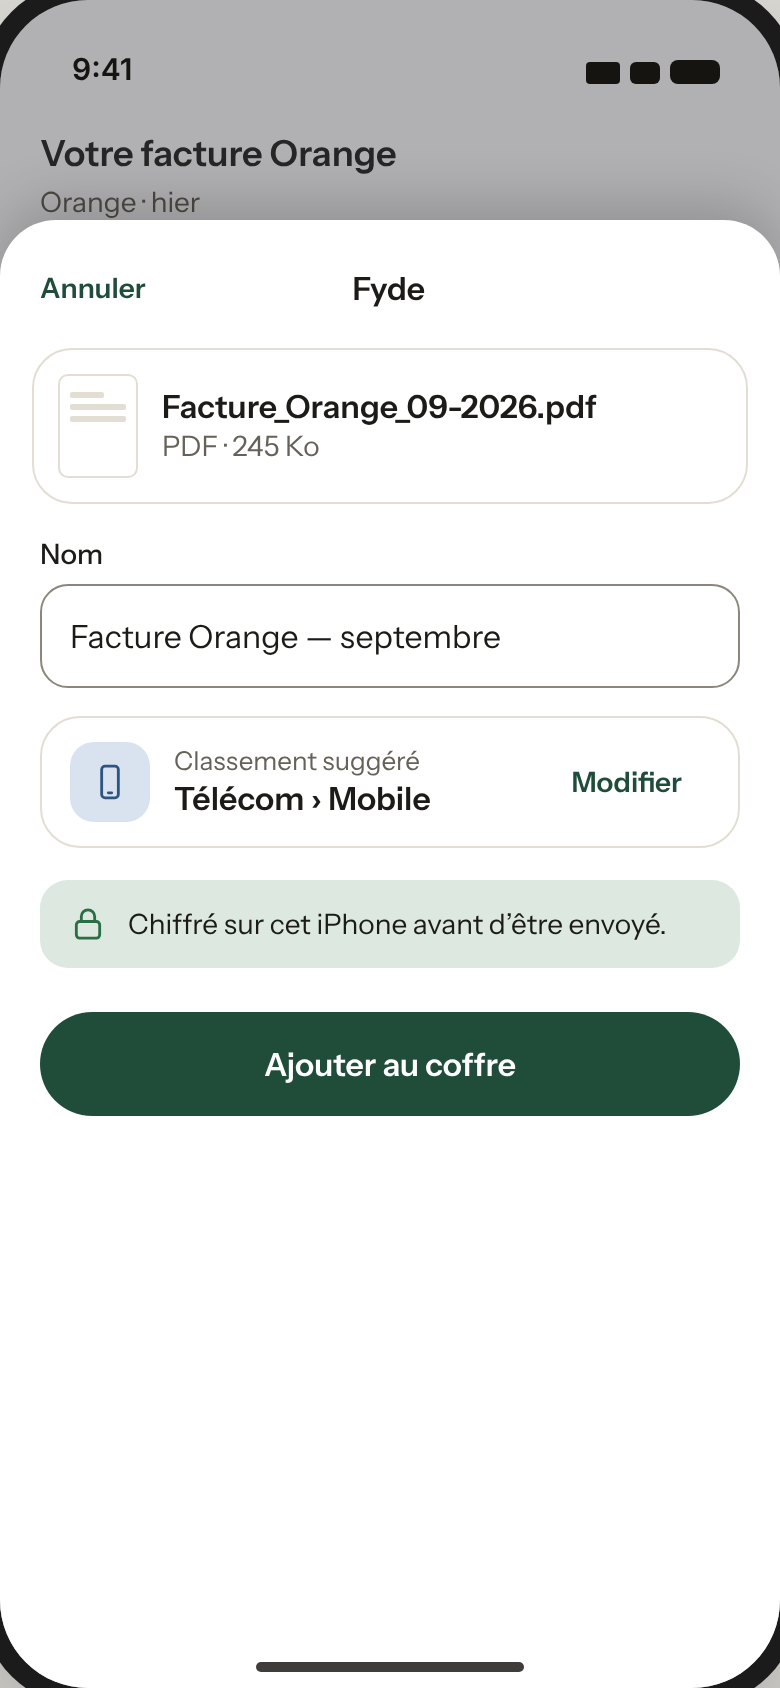 9:41
Votre facture Orange
Orange · hier
Annuler
Fyde
Facture_Orange_09-2026.pdf
PDF · 245 Ko
Nom
Facture Orange — septembre
Classement suggéré
Télécom › Mobile
Modifier
Chiffré sur cet iPhone avant d’être envoyé.
Ajouter au coffre